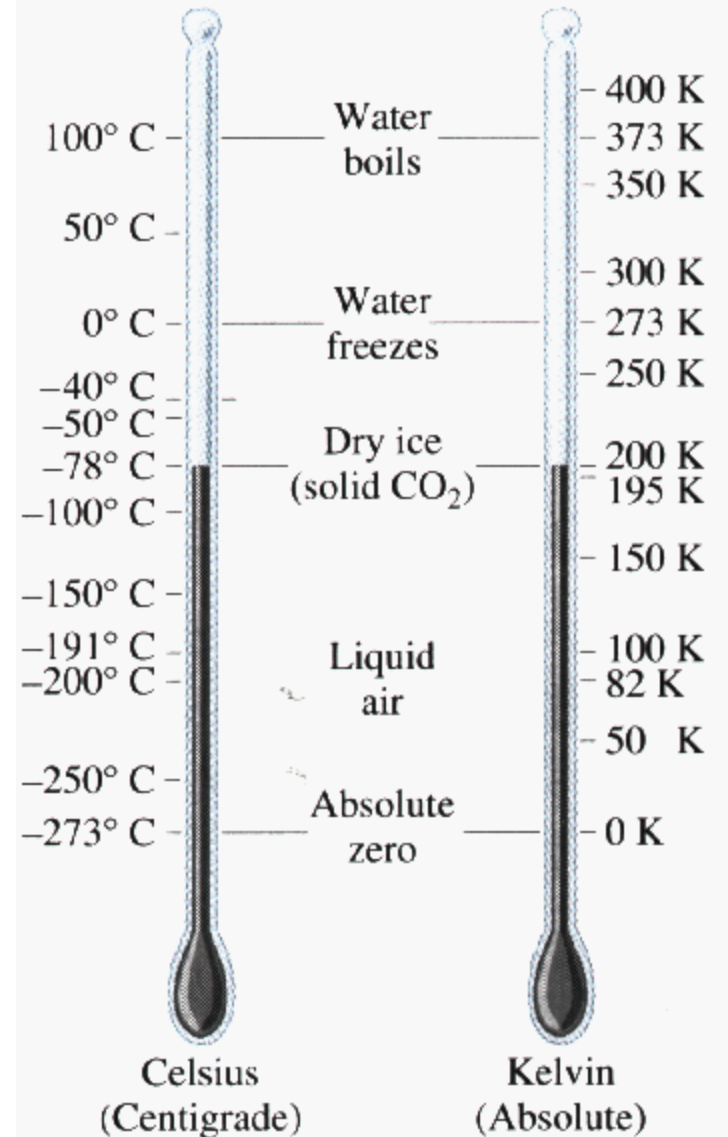 400 K
100° C
Water
boils
373 K
350 K
50° C
300 K
0° C
Water
freezes
273 K
250 K
–40° C
–50° C
–78° C
Dry ice
(solid CO₂)
200 K
195 K
–100° C
150 K
–150° C
–191° C
–200° C
Liquid
air
100 K
82 K
50 K
–250° C
–273° C
Absolute
zero
0 K
Celsius
(Centigrade)
Kelvin
(Absolute)